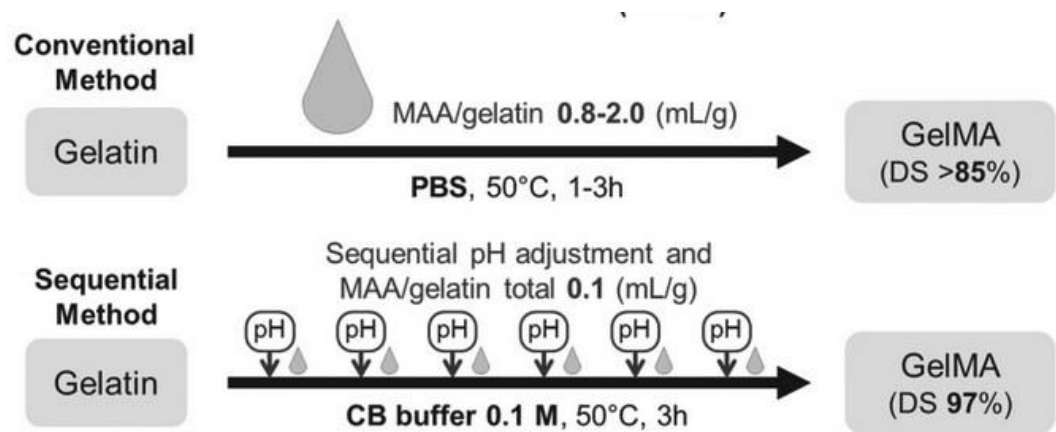 Conventional
Method
Gelatin
MAA/gelatin 0.8-2.0 (mL/g)
PBS, 50°C, 1-3h
GelMA
(DS >85%)
Sequential
Method
Gelatin
Sequential pH adjustment and
MAA/gelatin total 0.1 (mL/g)
pH pH pH pH pH pH
CB buffer 0.1 M, 50°C, 3h
GelMA
(DS 97%)